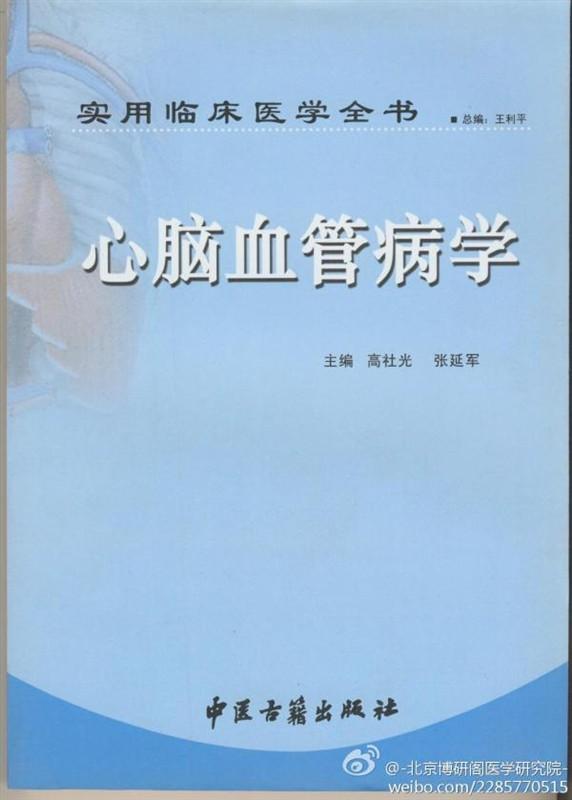 实用临床医学全书
■ 总编：王利平
心脑血管病学
主编 高社光 张延军
中医古籍出版社
@-北京博研阁医学研究院-
weibo.com/2285770515